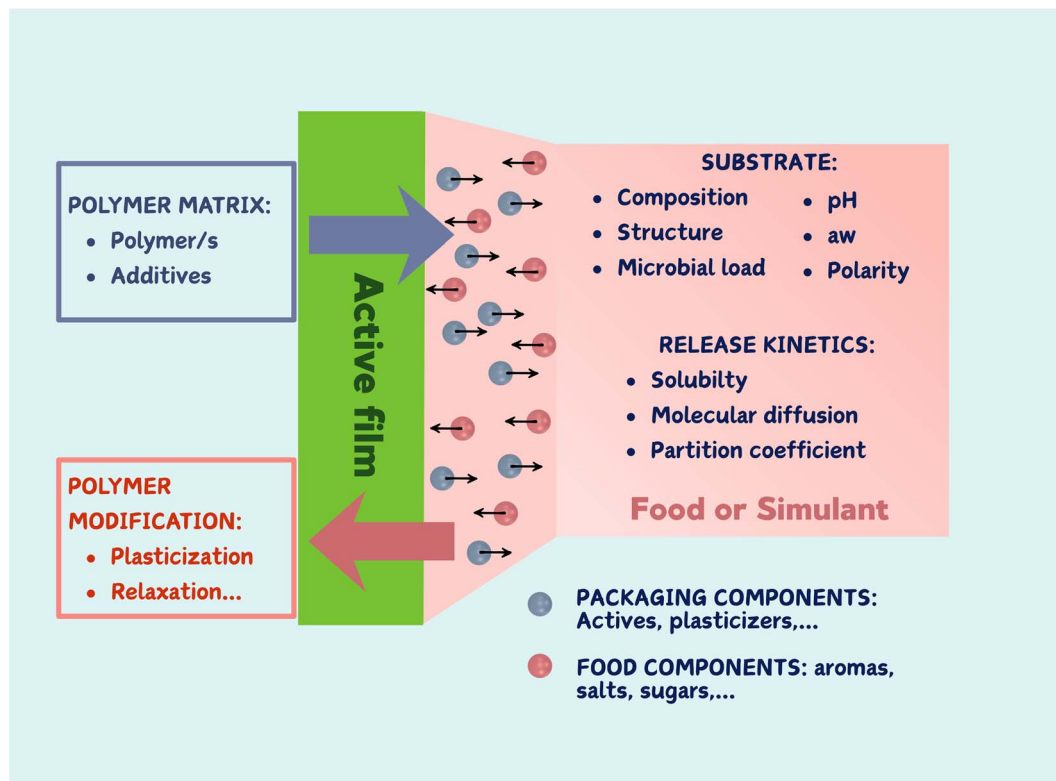 POLYMER MATRIX:
• Polymer/s
• Additives
Active film
POLYMER
MODIFICATION:
• Plasticization
• Relaxation...
SUBSTRATE:
• Composition
• Structure
• Microbial load
• pH
• aw
• Polarity
RELEASE KINETICS:
• Solubilty
• Molecular diffusion
• Partition coefficient
Food or Simulant
PACKAGING COMPONENTS:
Actives, plasticizers,...
FOOD COMPONENTS: aromas,
salts, sugars,...